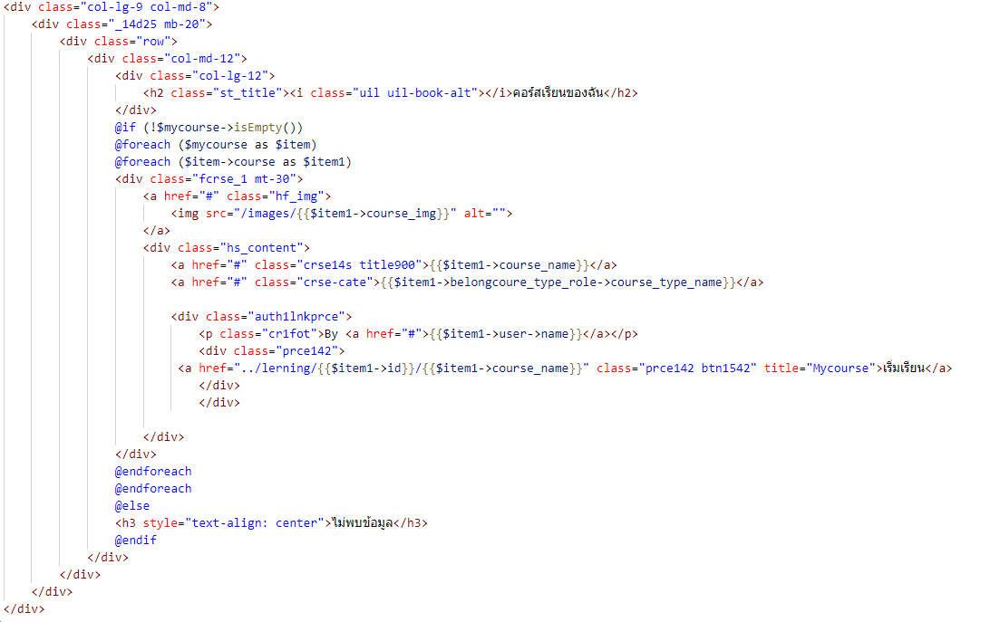 <div class="col-lg-9 col-md-8">
<div class="_14d25 mb-20">
<div class="row">
<div class="col-md-12">
<div class="col-lg-12">
<h2 class="st_title"><i class="uil uil-book-alt"></i>คอร์สเรียนของฉัน</h2>
</div>
@if (!$mycourse->isEmpty())
@foreach ($mycourse as $item)
@foreach ($item->course as $item1)
<div class="fcrse_1 mt-30">
<a href="#" class="hf_img">
<img src="/images/{{$item1->course_img}}" alt="">
</a>
<div class="hs_content">
<a href="#" class="crse14s title900">{{$item1->course_name}}</a>
<a href="#" class="crse-cate">{{$item1->belongcoure_type_role->course_type_name}}</a>
<div class="auth1lnkprce">
<p class="cr1fot">By <a href="#">{{$item1->user->name}}</a></p>
<div class="prce142">
<a href="../lerning/{{$item1->id}}/{{$item1->course_name}}" class="prce142 btn1542" title="Mycourse">เริ่มเรียน</a>
</div>
</div>
</div>
</div>
@endforeach
@endforeach
@else
<h3 style="text-align: center">ไม่พบข้อมูล</h3>
@endif
</div>
</div>
</div>
</div>